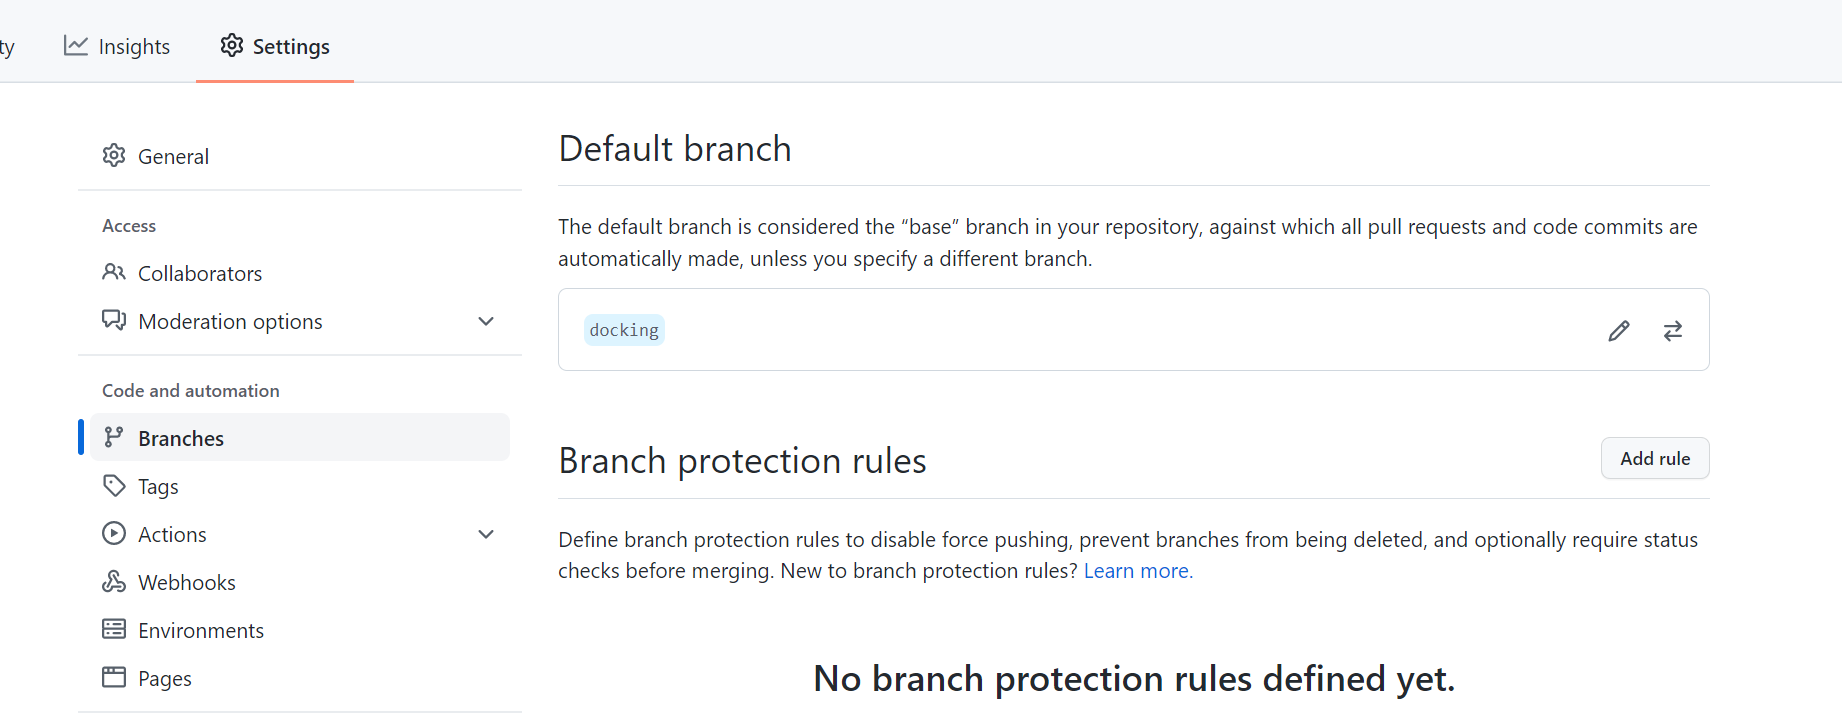 ty
Insights
Settings
General
Access
Collaborators
Moderation options
Code and automation
Branches
Tags
Actions
Webhooks
Environments
Pages
Default branch
The default branch is considered the “base” branch in your repository, against which all pull requests and code commits are
automatically made, unless you specify a different branch.
docking
Branch protection rules
Add rule
Define branch protection rules to disable force pushing, prevent branches from being deleted, and optionally require status
checks before merging. New to branch protection rules? Learn more.
No branch protection rules defined yet.